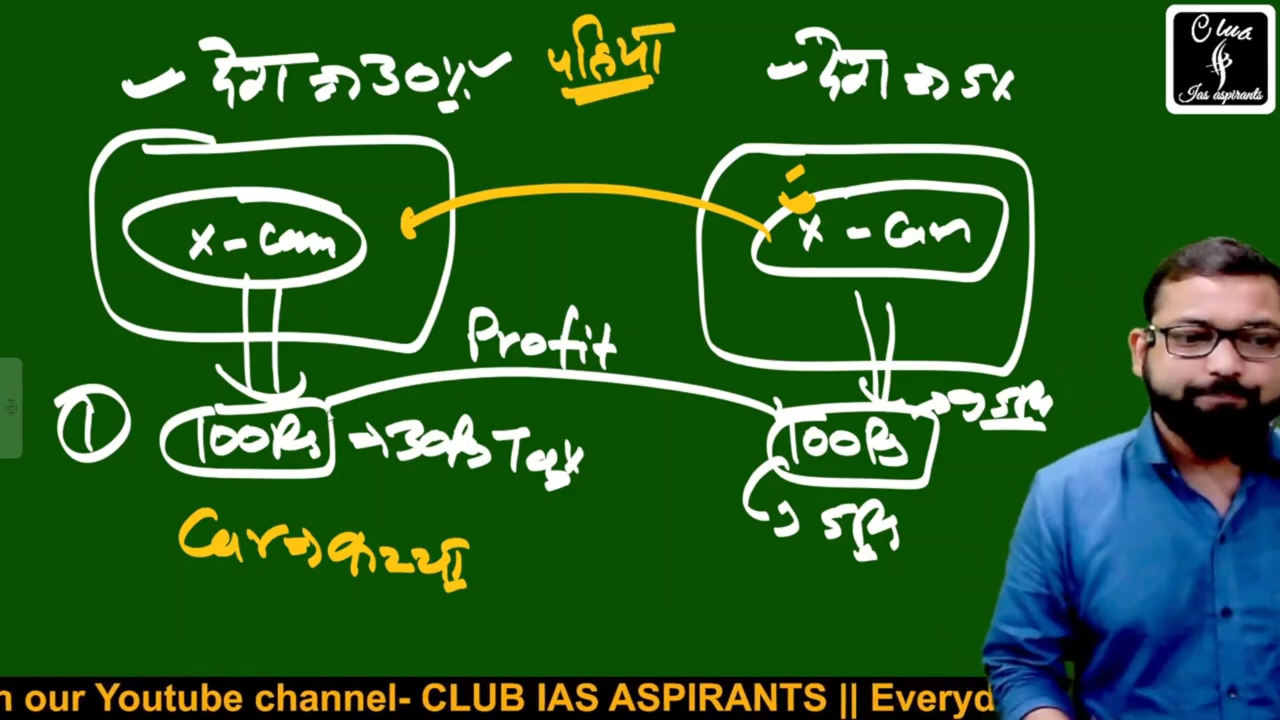 देश ⇒ 30%
पहिया
देश ⇒ 5%
Club
Ias aspirants
x - com
x - com
Profit
① 100Rs → 30Rs Tax
100Rs → 5Rs
→ 5Rs
Car ⇒ कच्चा
n our Youtube channel- CLUB IAS ASPIRANTS || Everyd